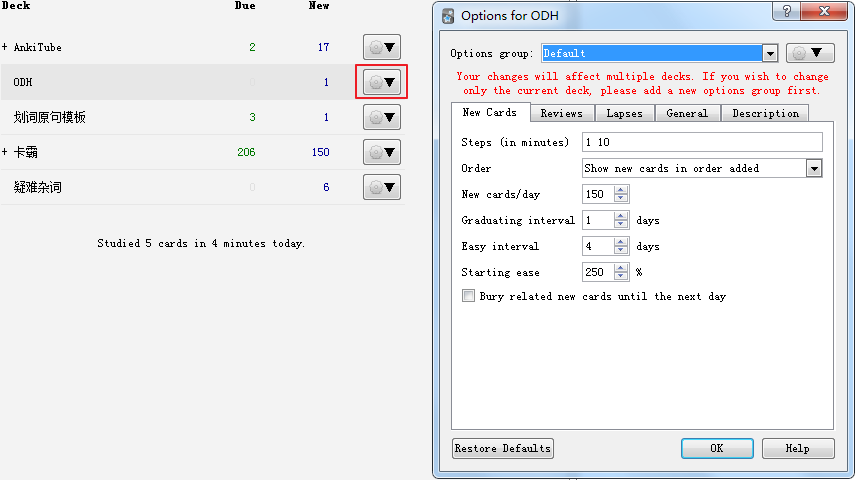 Deck Due New
+ AnkiTube 2 17
ODH 0 1
划词原句模板 3 1
+ 卡霸 206 150
疑难杂词 0 6
Studied 5 cards in 4 minutes today.
Options for ODH
Options group: Default
Your changes will affect multiple decks. If you wish to change
only the current deck, please add a new options group first.
New Cards Reviews Lapses General Description
Steps (in minutes) 1 10
Order Show new cards in order added
New cards/day 150
Graduating interval 1 days
Easy interval 4 days
Starting ease 250 %
Bury related new cards until the next day
Restore Defaults OK Help